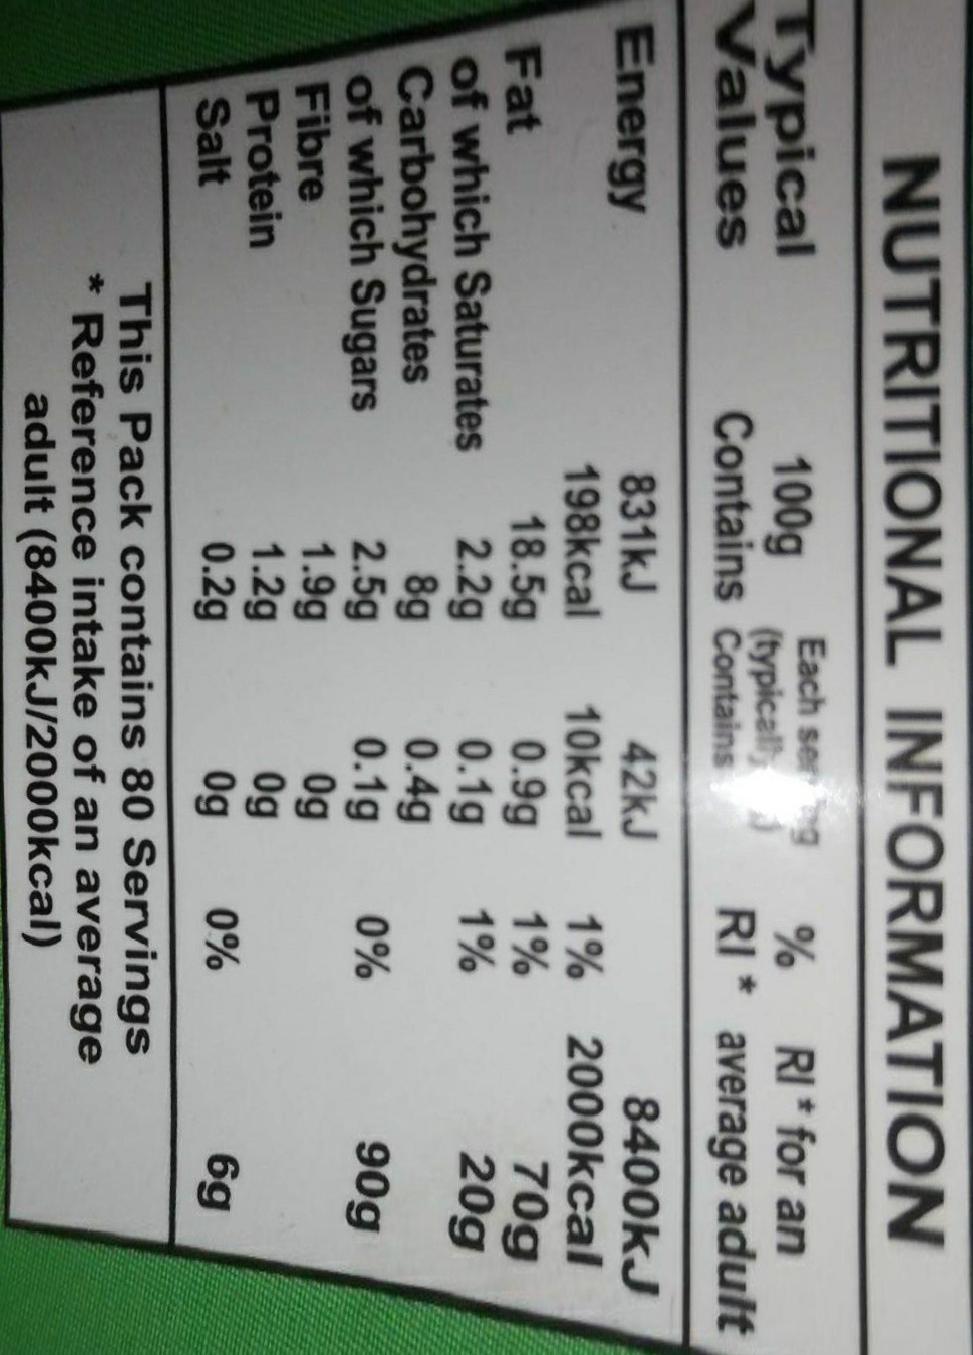 NUTRITIONAL INFORMATION
Typical Values 100g Contains Each (typically Contains % RI * RI * for an average adult
Energy 831kJ 42kJ 8400kJ
198kcal 10kcal 1% 2000kcal
Fat 18.5g 0.9g 1% 70g
of which Saturates 2.2g 0.1g 1% 20g
Carbohydrates 8g 0.4g
of which Sugars 2.5g 0.1g 0% 90g
Fibre 1.9g 0g
Protein 1.2g 0g
Salt 0.2g 0g 0% 6g
This Pack contains 80 Servings
* Reference intake of an average
adult (8400kJ/2000kcal)